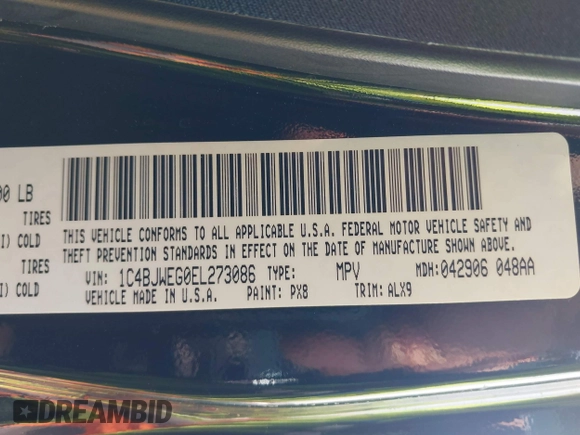 00 LB
TIRES
I) COLD
TIRES
I) COLD
THIS VEHICLE CONFORMS TO ALL APPLICABLE U.S.A. FEDERAL MOTOR VEHICLE SAFETY AND
THEFT PREVENTION STANDARDS IN EFFECT ON THE DATE OF MANUFACTURE SHOWN ABOVE.
VIN: 1C4BJWEG0EL273086 TYPE: MPV MDH: 042906 048AA
VEHICLE MADE IN U.S.A. PAINT: PX8 TRIM: ALX9
DREAMBID